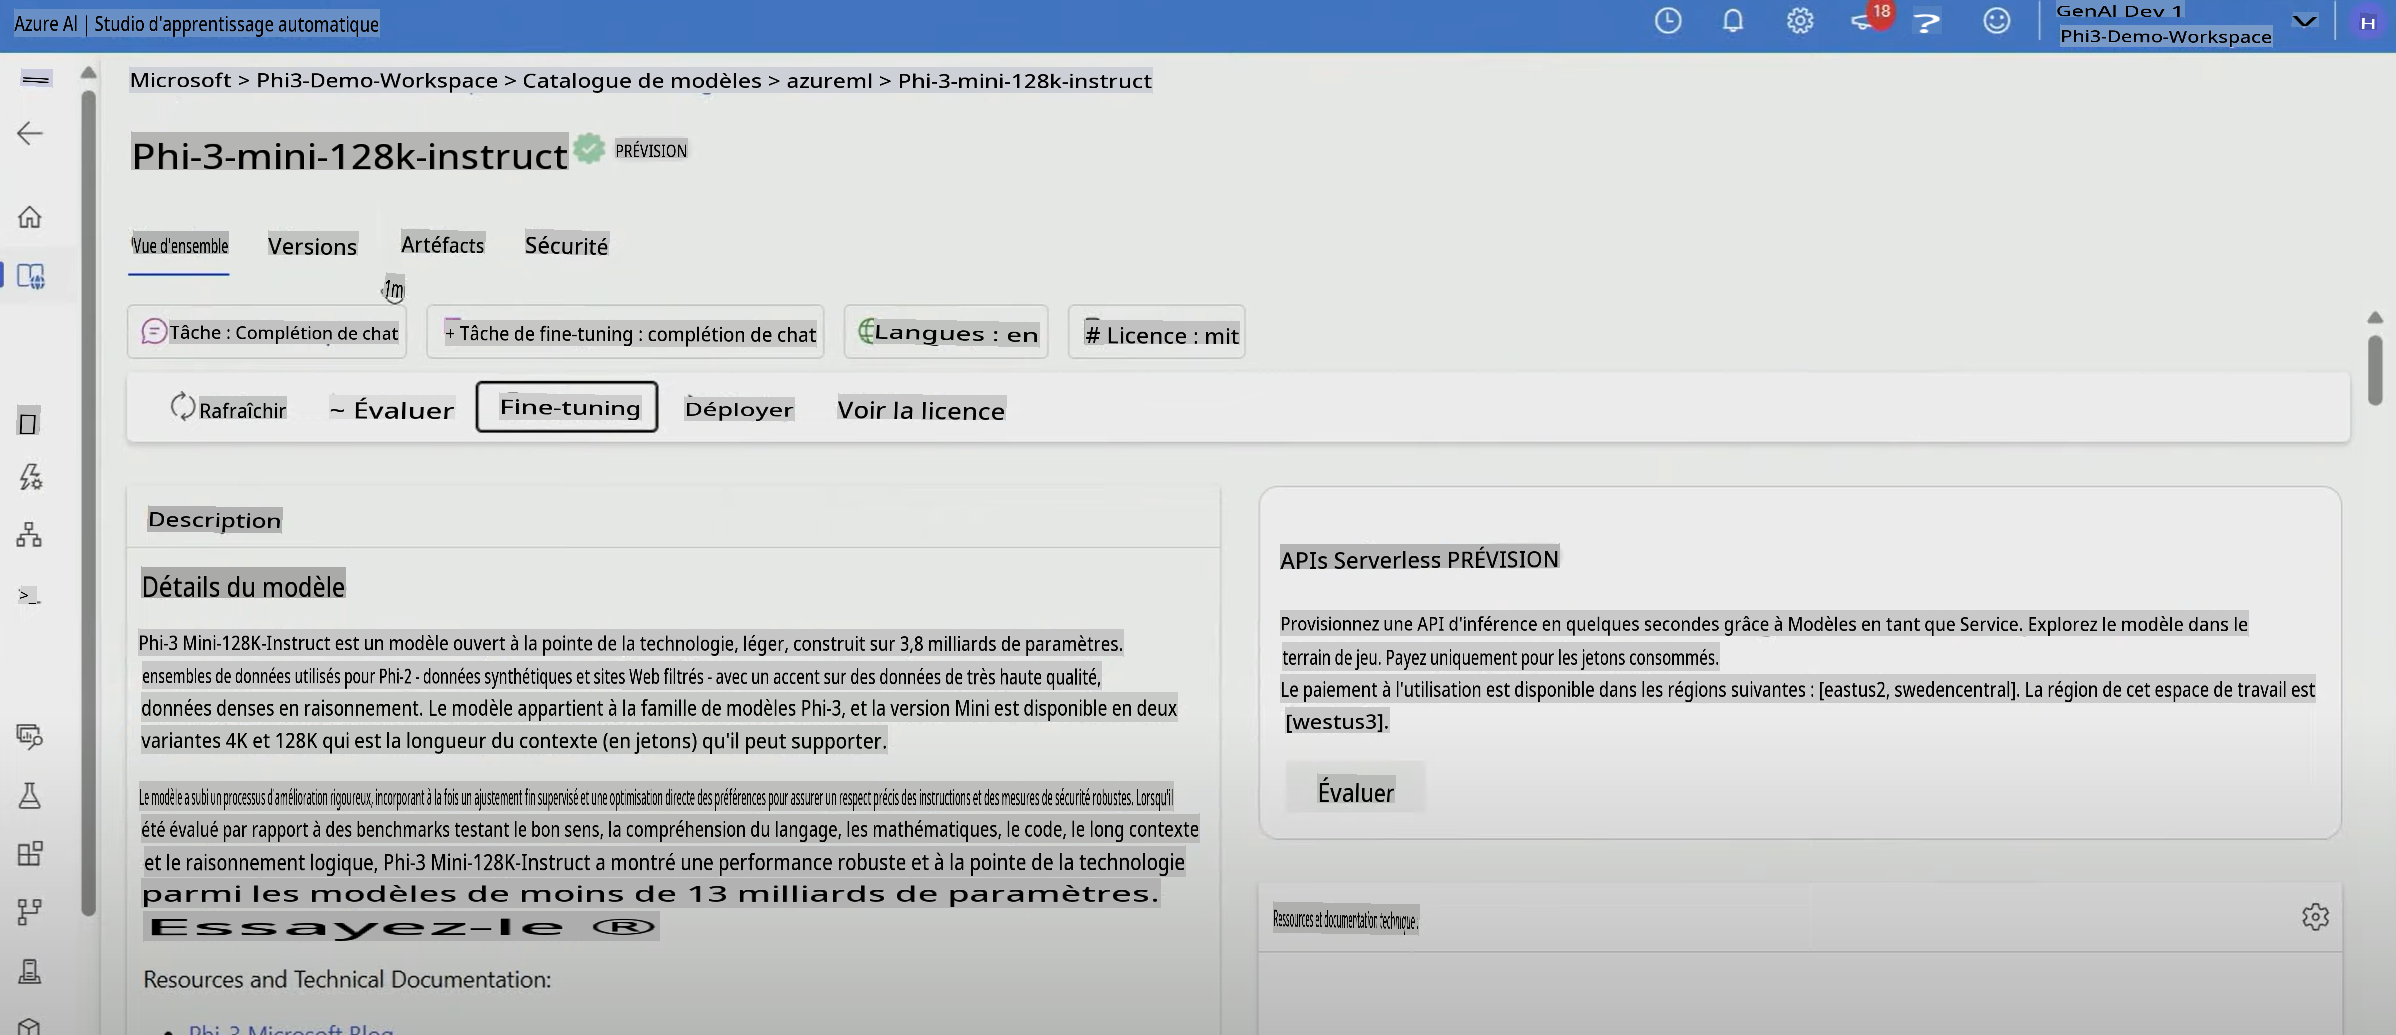 Azure AI | Studio d'apprentissage automatique
18
GenAI Dev 1
Phi3-Demo-Workspace
H
Microsoft > Phi3-Demo-Workspace > Catalogue de modèles > azureml > Phi-3-mini-128k-instruct
Phi-3-mini-128k-instruct
PRÉVISION
Vue d'ensemble
Versions
Artéfacts
Sécurité
1m
Tâche : Complétion de chat
+ Tâche de fine-tuning : complétion de chat
Langues : en
# Licence : mit
Rafraîchir
~ Évaluer
Fine-tuning
Déployer
Voir la licence
Description
Détails du modèle
Phi-3 Mini-128K-Instruct est un modèle ouvert à la pointe de la technologie, léger, construit sur 3,8 milliards de paramètres.
ensembles de données utilisés pour Phi-2 - données synthétiques et sites Web filtrés - avec un accent sur des données de très haute qualité,
données denses en raisonnement. Le modèle appartient à la famille de modèles Phi-3, et la version Mini est disponible en deux
variantes 4K et 128K qui est la longueur du contexte (en jetons) qu'il peut supporter.
Le modèle a subi un processus d'amélioration rigoureux, incorporant à la fois un ajustement fin supervisé et une optimisation directe des préférences pour assurer un respect précis des instructions et des mesures de sécurité robustes. Lorsqu'il
été évalué par rapport à des benchmarks testant le bon sens, la compréhension du langage, les mathématiques, le code, le long contexte
et le raisonnement logique, Phi-3 Mini-128K-Instruct a montré une performance robuste et à la pointe de la technologie
parmi les modèles de moins de 13 milliards de paramètres.
Essayez-le ®
Resources and Technical Documentation:
Phi-3 Microsoft Blog
APIs Serverless PRÉVISION
Provisionnez une API d'inférence en quelques secondes grâce à Modèles en tant que Service. Explorez le modèle dans le
terrain de jeu. Payez uniquement pour les jetons consommés.
Le paiement à l'utilisation est disponible dans les régions suivantes : [eastus2, swedencentral]. La région de cet espace de travail est
[westus3].
Évaluer
Ressources et documentation technique :